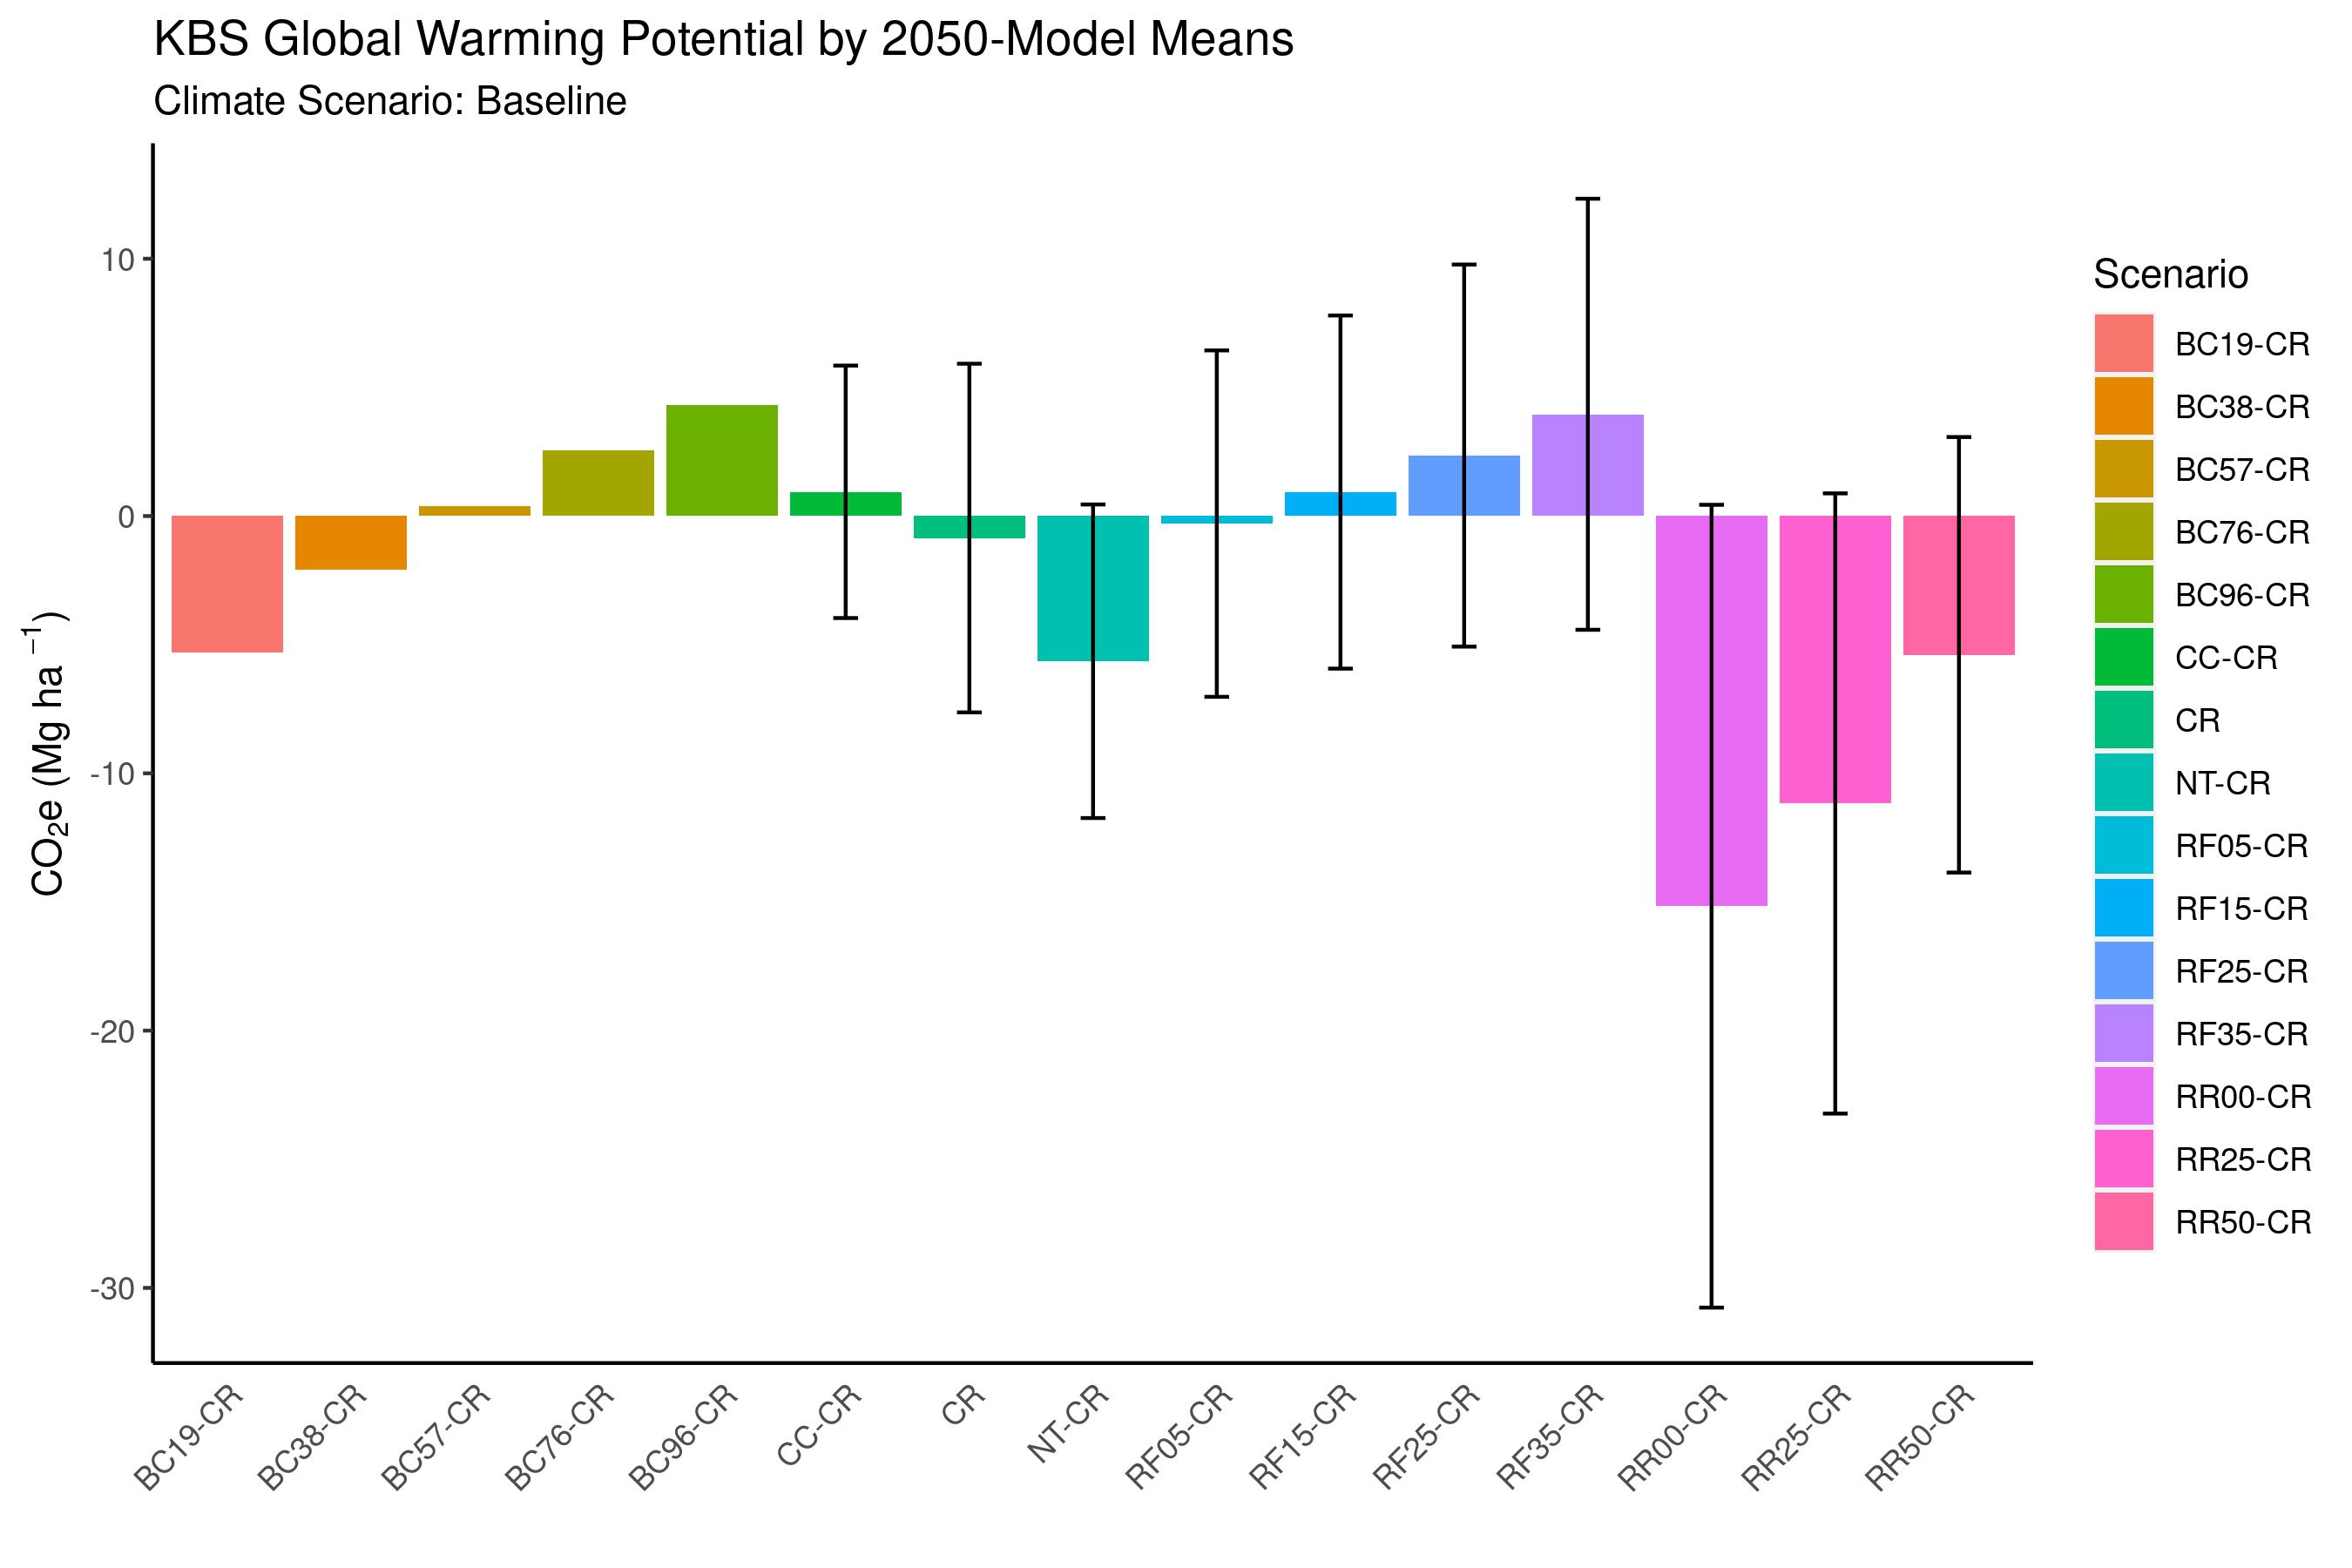 KBS Global Warming Potential by 2050-Model Means
Climate Scenario: Baseline
CO₂e (Mg ha ⁻¹)
10
0
-10
-20
-30
BC19-CR
BC38-CR
BC57-CR
BC76-CR
BC96-CR
CC-CR
CR
NT-CR
RF05-CR
RF15-CR
RF25-CR
RF35-CR
RR00-CR
RR25-CR
RR50-CR
Scenario
BC19-CR
BC38-CR
BC57-CR
BC76-CR
BC96-CR
CC-CR
CR
NT-CR
RF05-CR
RF15-CR
RF25-CR
RF35-CR
RR00-CR
RR25-CR
RR50-CR